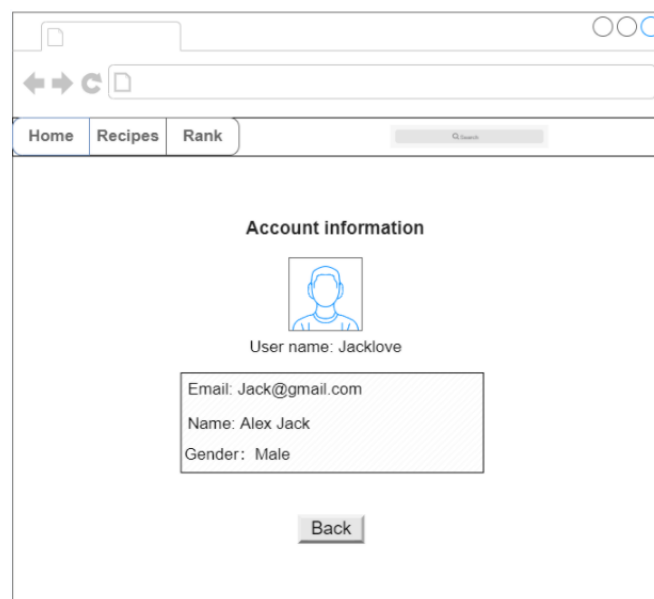 Home Recipes Rank Search
Account information
User name: Jacklove
Email: Jack@gmail.com
Name: Alex Jack
Gender: Male
Back